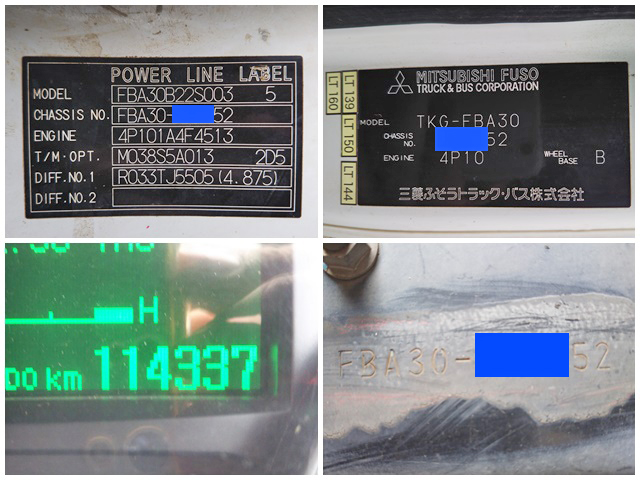 POWER LINE LABEL
MODEL FBA30B22S003 5
CHASSIS NO. FBA30- 52
ENGINE 4P101A4F4513
T/M·OPT. M038S5A013 2D5
DIFF.NO.1 R033TJ5505(4.875)
DIFF.NO.2
LT 160
LT 139
LT 150
LT 144
MITSUBISHI FUSO
TRUCK & BUS CORPORATION
MODEL TKG-FBA30
CHASSIS NO. 52
ENGINE 4P10 WHEEL BASE B
三菱ふそうトラック・バス株式会社
H
00 km 114337
FBA30- 52